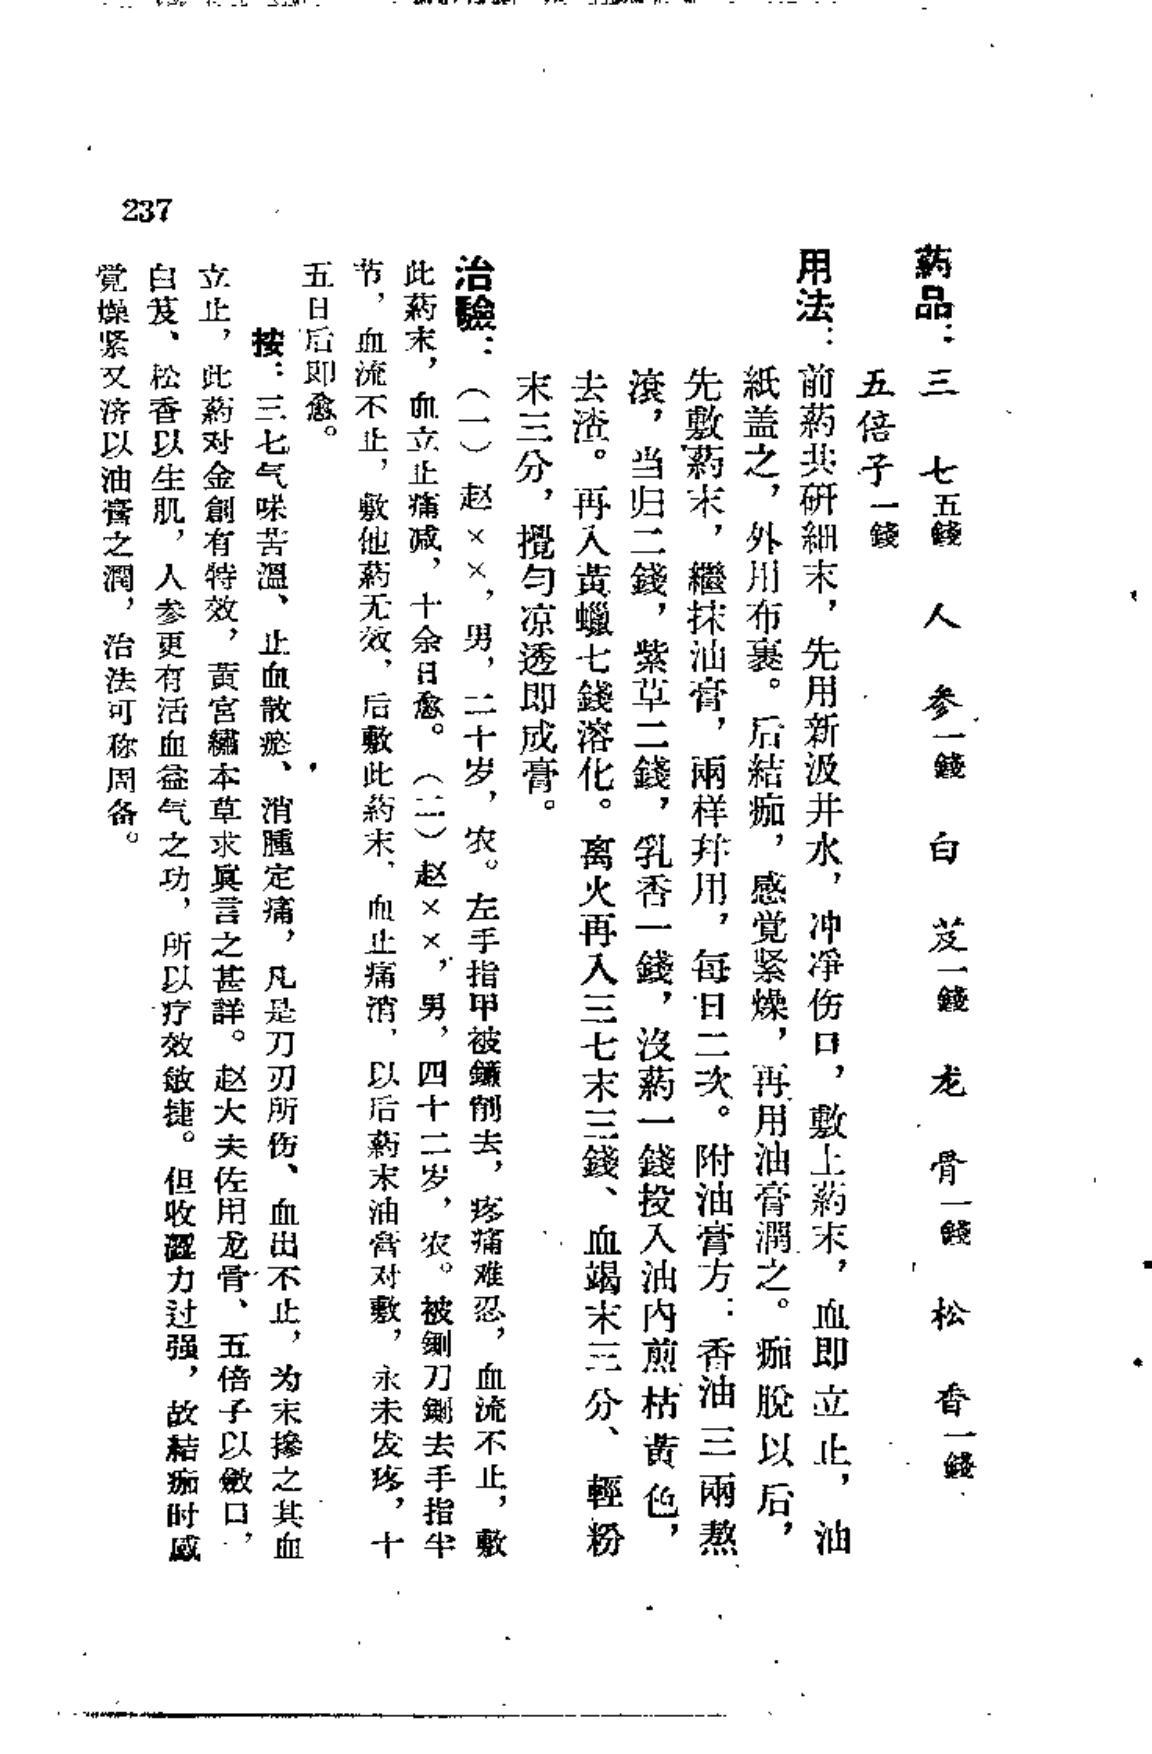 药品：三 七五錢 人 参一錢 白 芨一錢 龙 骨一錢 松 香一錢
五倍子一錢
用法：前药共研細末，先用新汲井水，冲淨伤口，敷上药末，血即立止，油
紙盖之，外用布裹。后結痂，感觉紧燥，再用油膏潤之。痂脫以后，
先敷药末，繼抹油膏，兩样幷用，每日二次。附油膏方：香油三兩熬
滾，当归二錢，紫草二錢，乳香一錢，沒药一錢投入油内煎枯黃色，
去渣。再入黃蠟七錢溶化。离火再入三七末三錢、血竭末三分、輕粉
末三分，攪匀凉透即成膏。
治驗：（一）赵××，男，二十岁，农。左手指甲被鐮削去，疼痛难忍，血流不止，敷
此药末，血立止痛减，十余日愈。（二）赵××，男，四十二岁，农。被鍘刀鍘去手指半
节，血流不止，敷他药无效，后敷此药末，血止痛消，以后药末油膏对敷，永未发疼，十
五日后即愈。
按：三七气味苦溫、止血散瘀、消腫定痛，凡是刀刃所伤、血出不止，为末摻之其血
立止，此药对金創有特效，黃宮繡本草求眞言之甚詳。赵大夫佐用龙骨、五倍子以斂口，
白芨、松香以生肌，人参更有活血益气之功，所以疗效敏捷。但收澀力过强，故結痂时感
觉燥紧又济以油膏之潤，治法可称周备。
237